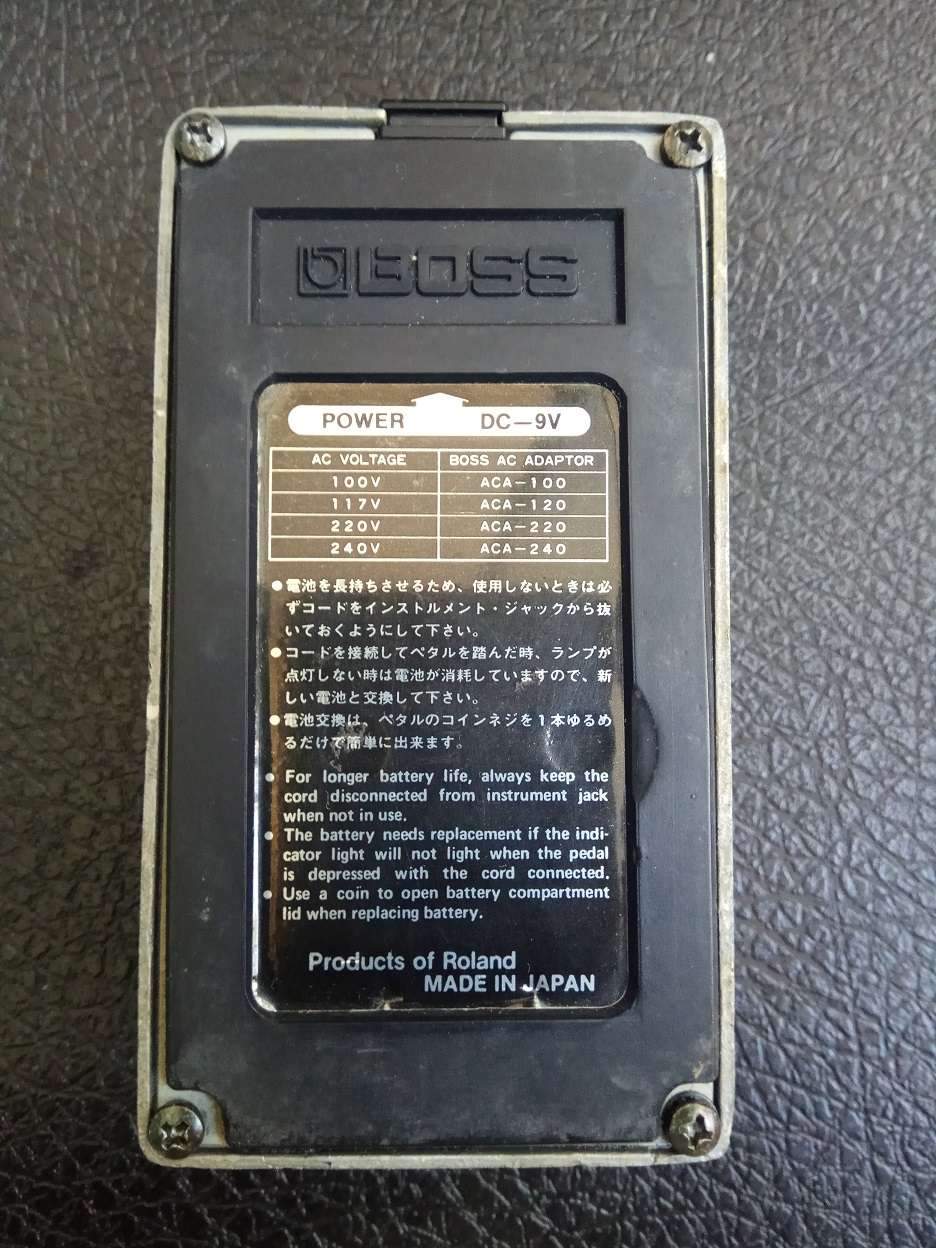 BOSS
POWER DC-9V
AC VOLTAGE BOSS AC ADAPTOR
100V ACA-100
117V ACA-120
220V ACA-220
240V ACA-240
●電池を長持ちさせるため、使用しないときは必
ずコードをインストルメント・ジャックから抜
いておくようにして下さい。
●コードを接続してペタルを踏んだ時、ランプが
点灯しない時は電池が消耗していますので、新
しい電池と交換して下さい。
●電池交換は、ペタルのコインネジを1本ゆるめ
るだけで簡単に出来ます。
● For longer battery life, always keep the
cord disconnected from instrument jack
when not in use.
● The battery needs replacement if the indi-
cator light will not light when the pedal
is depressed with the cord connected.
● Use a coin to open battery compartment
lid when replacing battery.
Products of Roland
MADE IN JAPAN